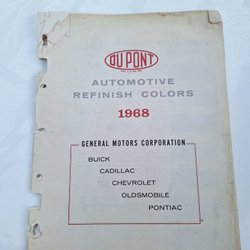 DU PONT
AUTOMOTIVE
REFINISH COLORS
1968
GENERAL MOTORS CORPORATION
BUICK
CADILLAC
CHEVROLET
OLDSMOBILE
PONTIAC